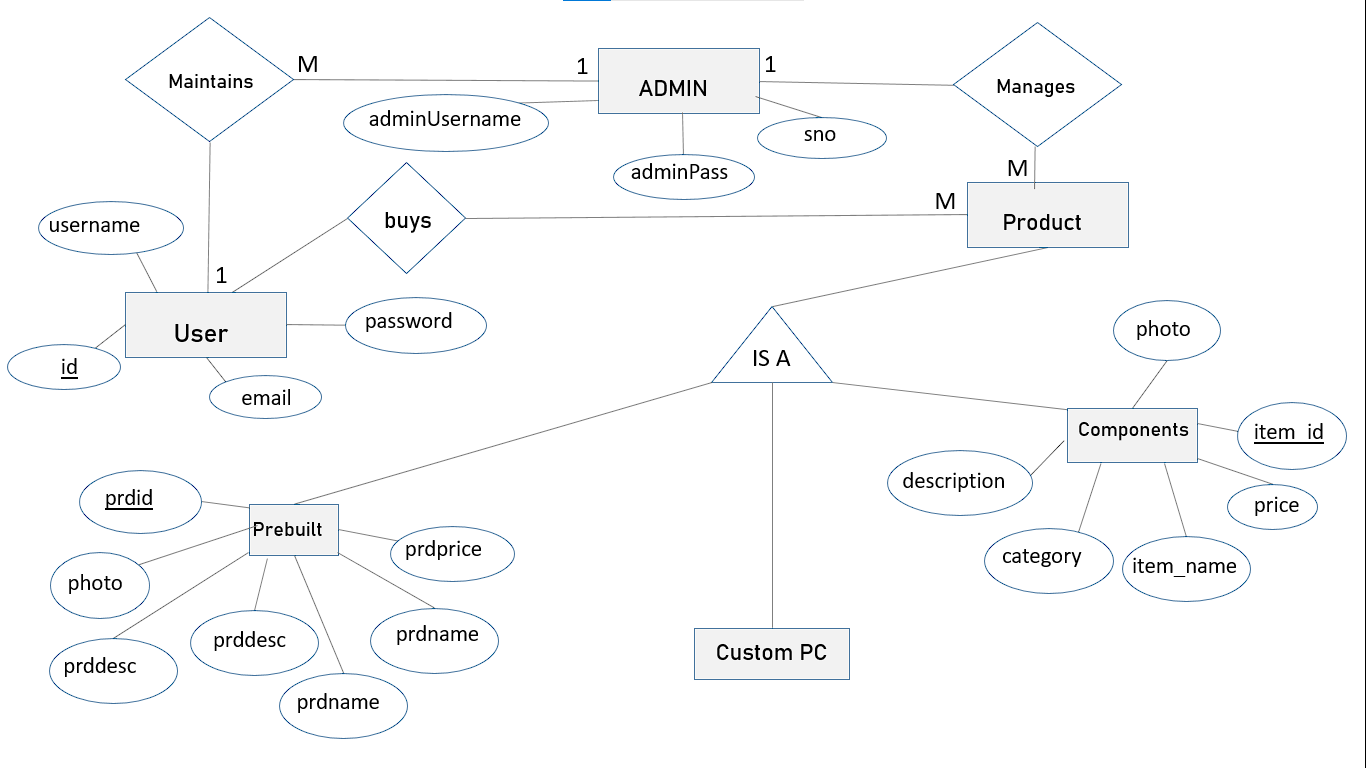 Maintains
M
1
ADMIN
1
Manages
adminUsername
sno
adminPass
M
M
Product
buys
username
1
User
password
id
email
IS A
photo
Components
item_id
description
price
category
item_name
prdid
Prebuilt
prdprice
photo
prddesc
prddesc
prdname
prdname
Custom PC